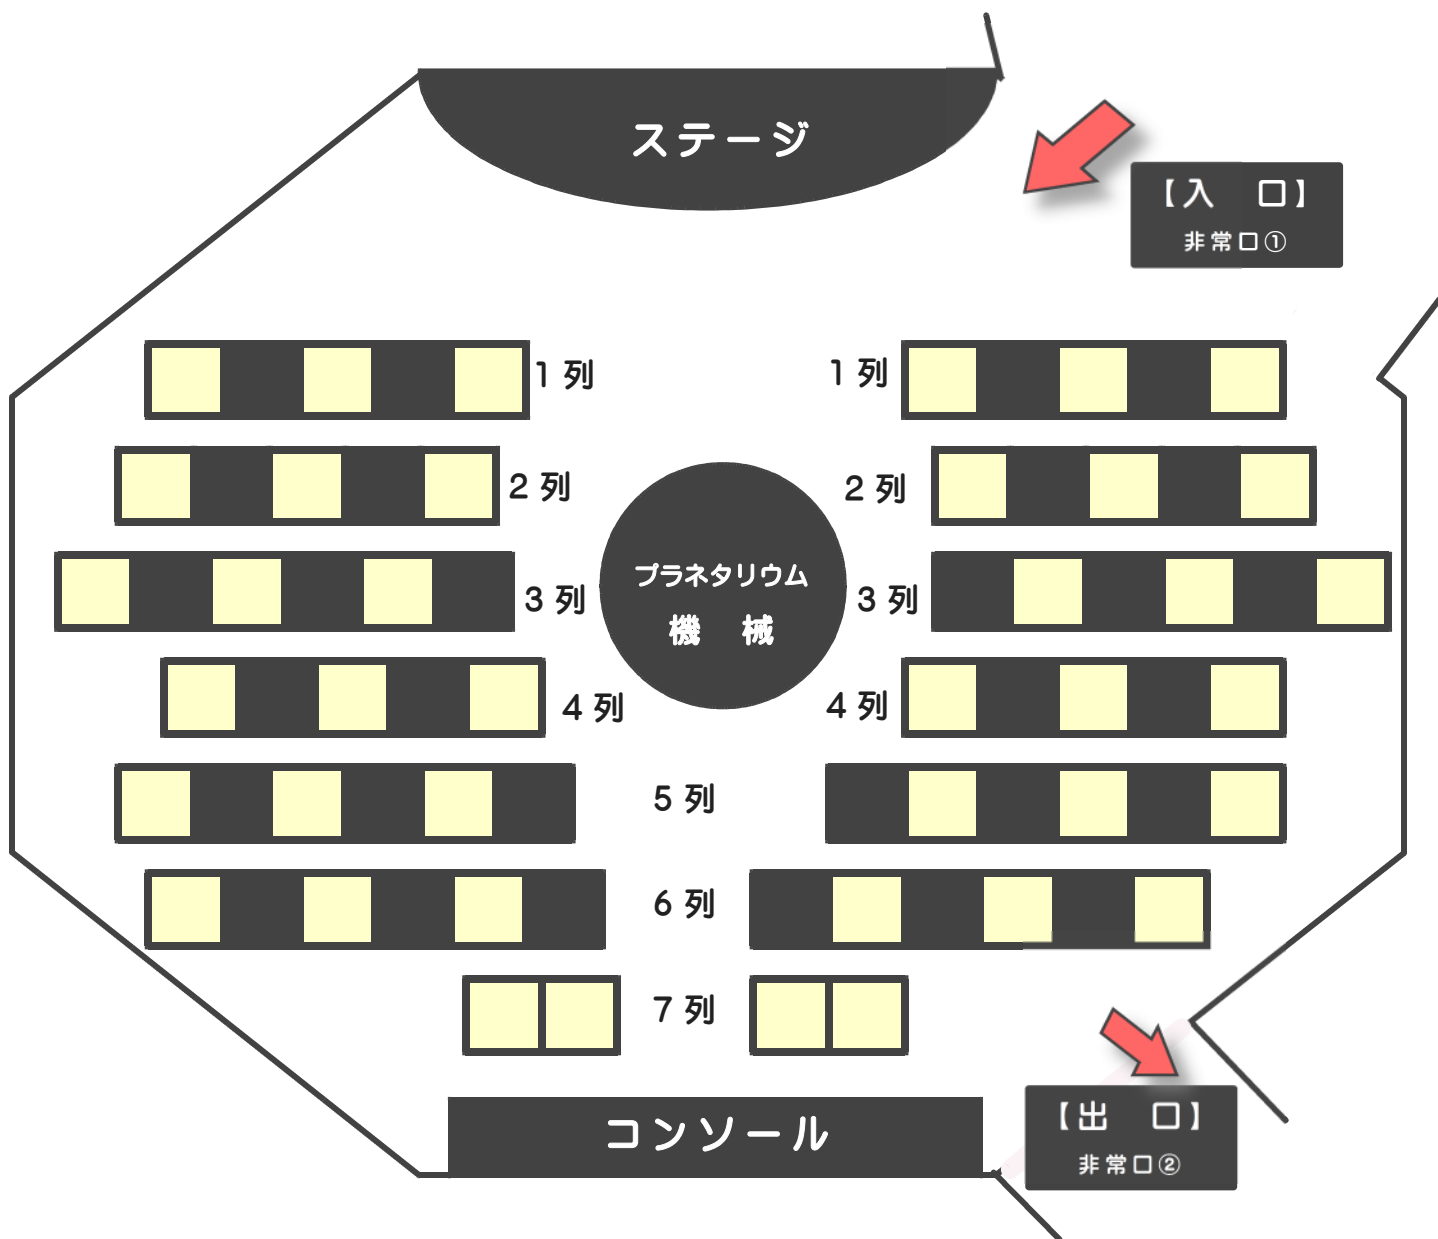 ステージ
【入　口】
非常口①
1 列
1 列
2 列
2 列
プラネタリウム
機　械
3 列
3 列
4 列
4 列
5 列
6 列
7 列
コンソール
【出　口】
非常口②